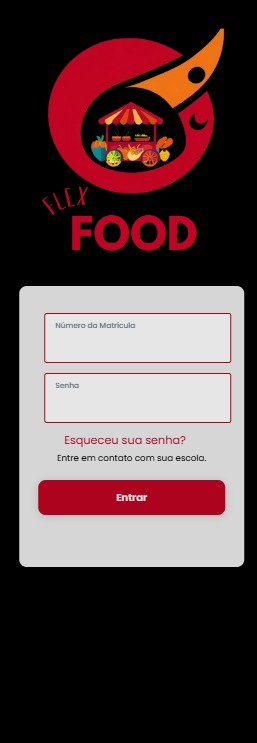 FLEX
FOOD
Número da Matrícula
Senha
Esqueceu sua senha?
Entre em contato com sua escola.
Entrar